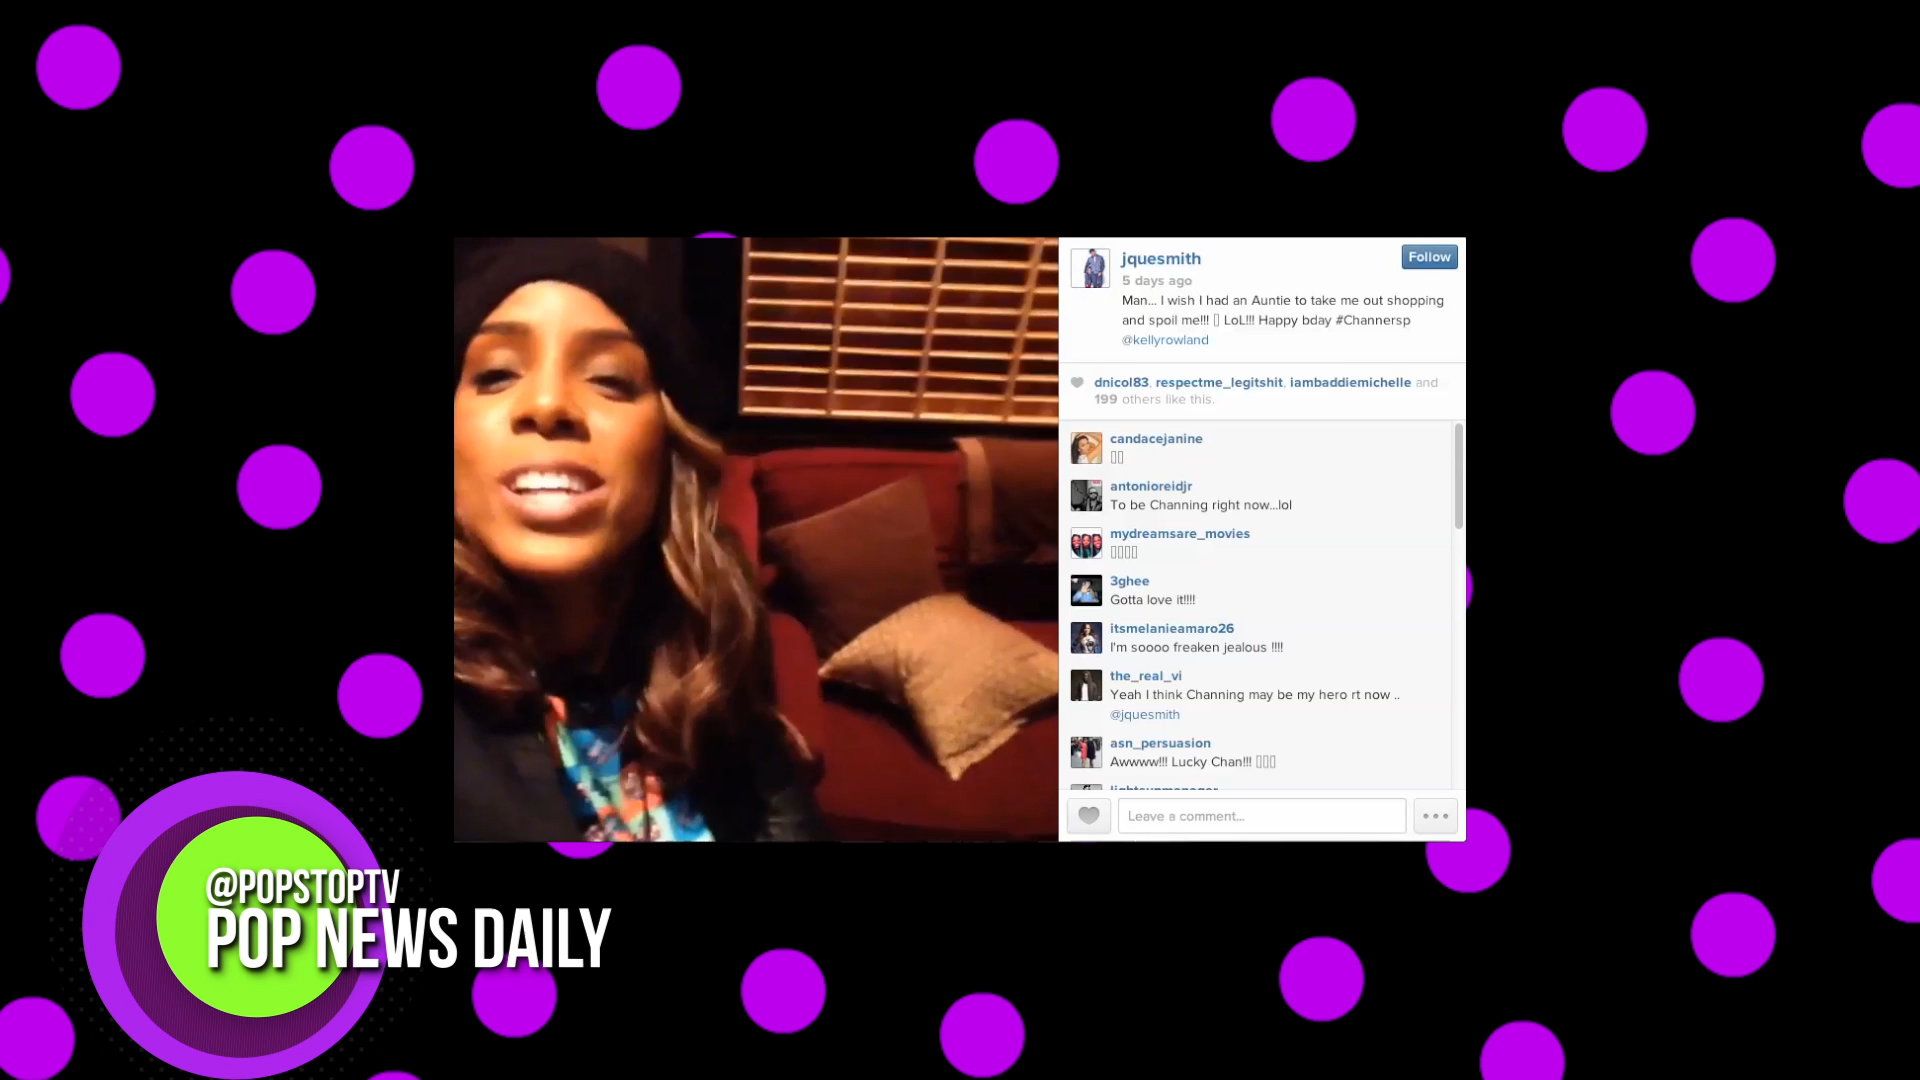 jquesmith
Follow
5 days ago
Man... I wish I had an Auntie to take me out shopping
and spoil me!!! LoL!!! Happy bday #Channersp
@kellyrowland
dnicol83, respectme_legitshit, iambaddiemichelle and
199 others like this.
candacejanine
antonioreidjr
To be Channing right now...lol
mydreamsare_movies
3ghee
Gotta love it!!!!
itsmelanieamaro26
I'm soooo freaken jealous !!!!
the_real_vi
Yeah I think Channing may be my hero rt now ..
@jquesmith
asn_persuasion
Awwww!!! Lucky Chan!!!
Leave a comment...
@POPSTOPTV
POP NEWS DAILY